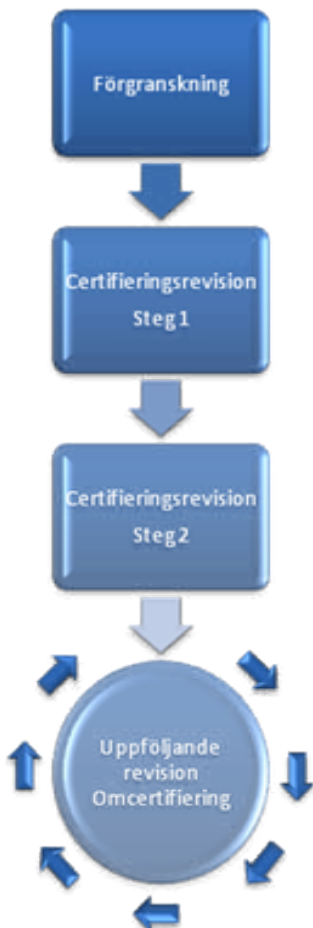 Förgranskning
Certifieringsrevision
Steg 1
Certifieringsrevision
Steg 2
Uppföljande
revision
Omcertifiering